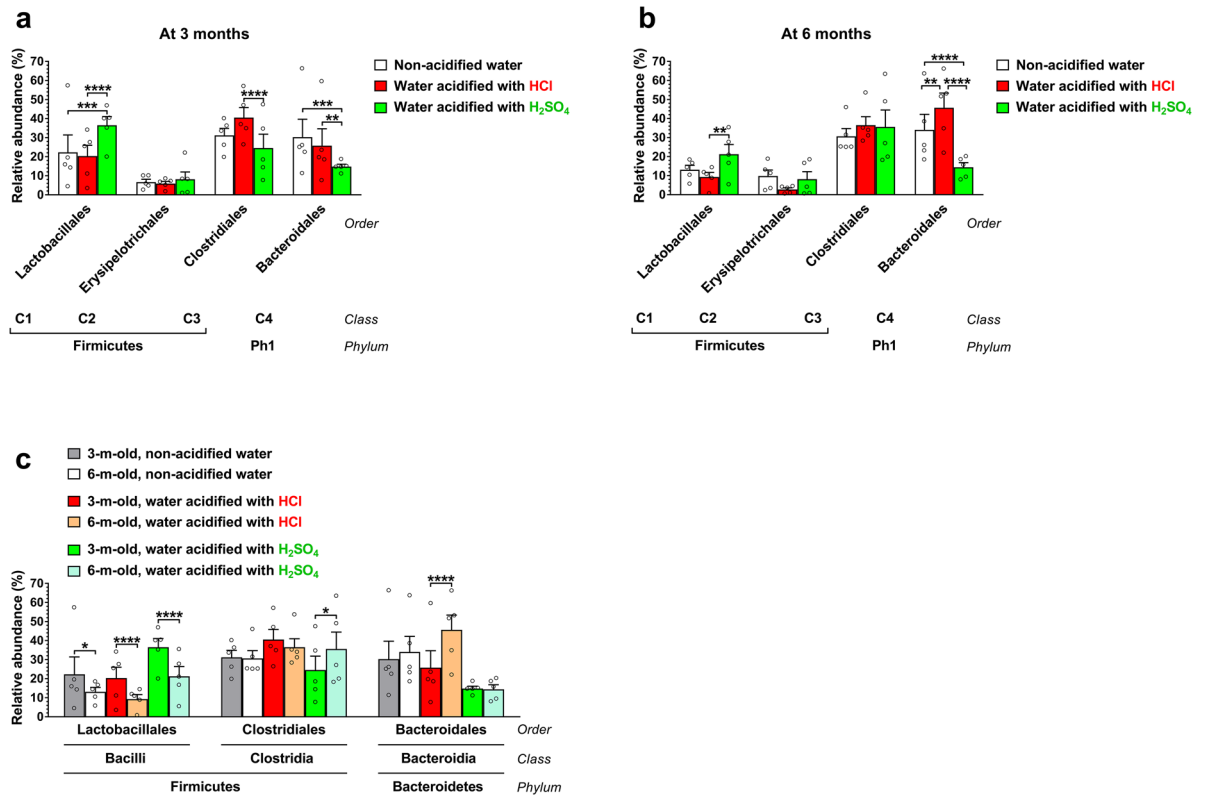 a
At 3 months
Relative abundance (%)
70
60
50
40
30
20
10
0
*** **** **** *** **
Non-acidified water
Water acidified with HCl
Water acidified with H₂SO₄
Lactobacillales Erysipelotrichales Clostridiales Bacteroidales Order
C1 C2 C3 C4 Class
Firmicutes Ph1 Phylum
b
At 6 months
Relative abundance (%)
70
60
50
40
30
20
10
0
** **** ** ****
Non-acidified water
Water acidified with HCl
Water acidified with H₂SO₄
Lactobacillales Erysipelotrichales Clostridiales Bacteroidales Order
C1 C2 C3 C4 Class
Firmicutes Ph1 Phylum
c
3-m-old, non-acidified water
6-m-old, non-acidified water
3-m-old, water acidified with HCl
6-m-old, water acidified with HCl
3-m-old, water acidified with H₂SO₄
6-m-old, water acidified with H₂SO₄
Relative abundance (%)
70
60
50
40
30
20
10
0
* **** **** * ****
Lactobacillales Clostridiales Bacteroidales Order
Bacilli Clostridia Bacteroidia Class
Firmicutes Bacteroidetes Phylum